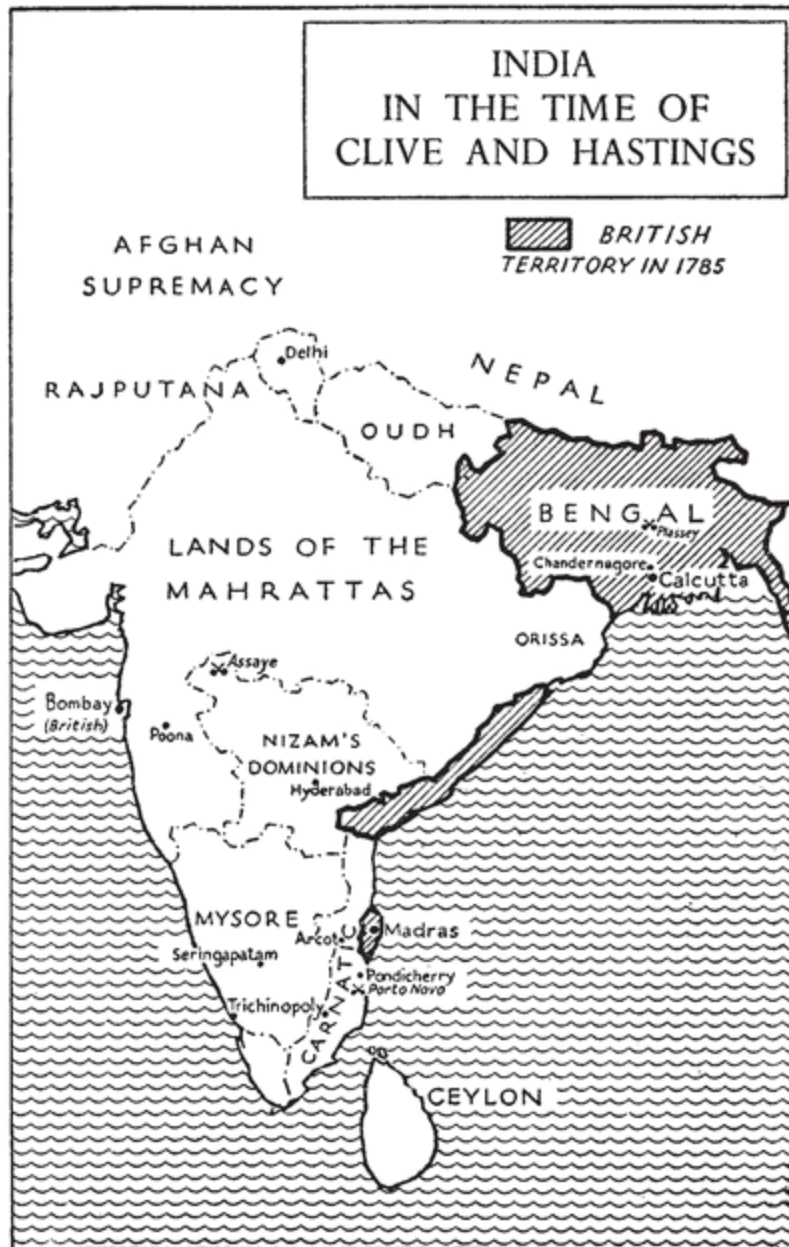 INDIA
IN THE TIME OF
CLIVE AND HASTINGS
BRITISH
TERRITORY IN 1785
AFGHAN
SUPREMACY
Delhi
NEPAL
RAJPUTANA
OUDH
BENGAL
Plassey
LANDS OF THE
MAHRATTAS
Chandernagore
Calcutta
ORISSA
Assaye
Bombay
(British)
Poona
NIZAM'S
DOMINIONS
Hyderabad
MYSORE
Arcot
Madras
Seringapatam
CARNATIC
Pondicherry
Porto Novo
Trichinopoly
CEYLON